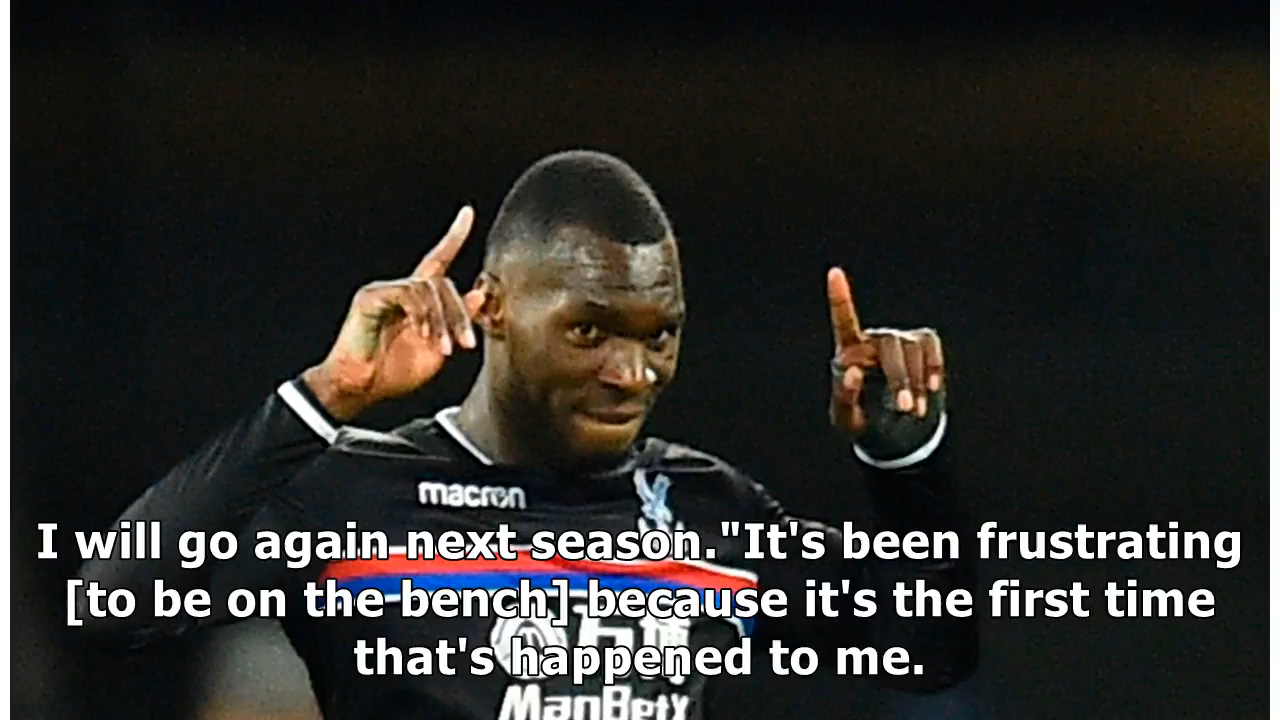 macron
I will go again next season."It's been frustrating
[to be on the bench] because it's the first time
that's happened to me.
ManBetX